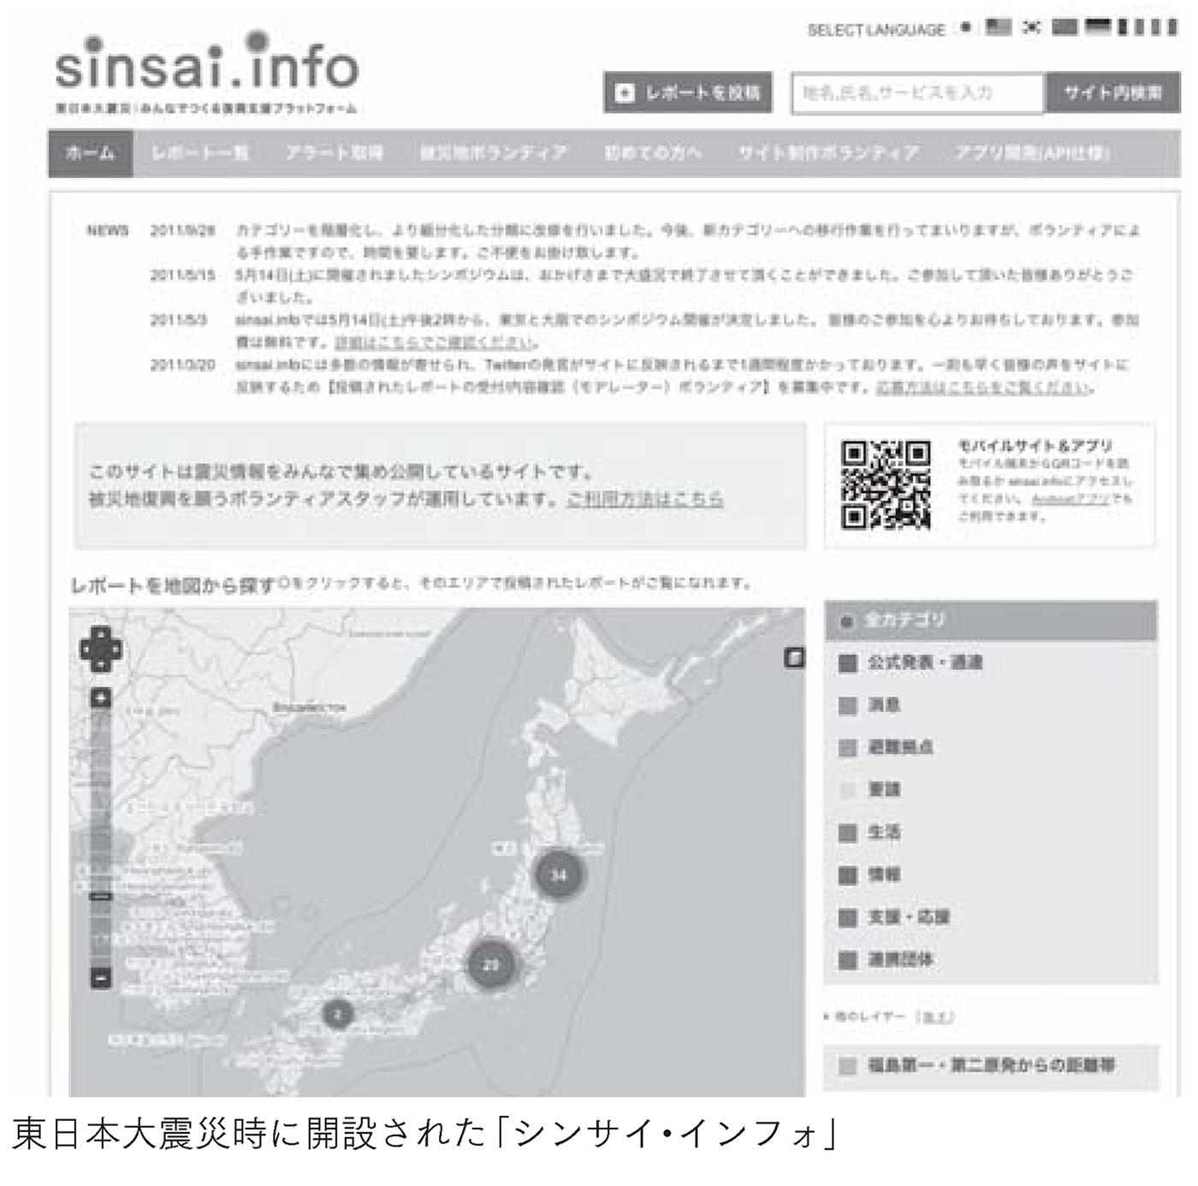 SELECT LANGUAGE
sinsai.info
東日本大震災｜みんなでつくる復興支援プラットフォーム
レポートを投稿
地名,氏名,サービスを入力
サイト内検索
ホーム レポート一覧 アラート取得 被災地ボランティア 初めての方へ サイト制作ボランティア アプリ開発(API仕様)
NEWS 2011/9/28 カテゴリーを階層化し、より細分化した分類に改修を行いました。今後、新カテゴリーへの移行作業を行ってまいりますが、ボランティアによ
る手作業ですので、時間を要します。ご不便をお掛け致します。
2011/5/15 5月14日(土)に開催されましたシンポジウムは、おかげさまで大盛況で終了させて頂くことができました。ご参加して頂いた皆様ありがとうご
ざいました。
2011/5/3 sinsai.infoでは5月14日(土)午後2時から、東京と大阪でのシンポジウム開催が決定しました。 皆様のご参加を心よりお待ちしております。参加
費は無料です。詳細はこちらでご確認ください。
2011/3/20 sinsai.infoには多数の情報が寄せられ、Twitterの発言がサイトに反映されるまで1週間程度かかっております。一刻も早く皆様の声をサイトに
反映するため【投稿されたレポートの受付/内容確認（モデレーター）ボランティア】を募集中です。応募方法はこちらをご覧ください。
このサイトは震災情報をみんなで集め公開しているサイトです。
被災地復興を願うボランティアスタッフが運用しています。ご利用方法はこちら
モバイルサイト＆アプリ
モバイル端末からQRコードを読
み取るか sinsai.infoにアクセスし
てください。 Androidアプリでも
ご利用できます。
レポートを地図から探す○をクリックすると、そのエリアで投稿されたレポートがご覧になれます。
Владивосток
34
29
2
全カテゴリ
公式発表・通達
消息
避難拠点
要請
生活
情報
支援・応援
連携団体
他のレイヤー
福島第一・第二原発からの距離帯
東日本大震災時に開設された「シンサイ・インフォ」